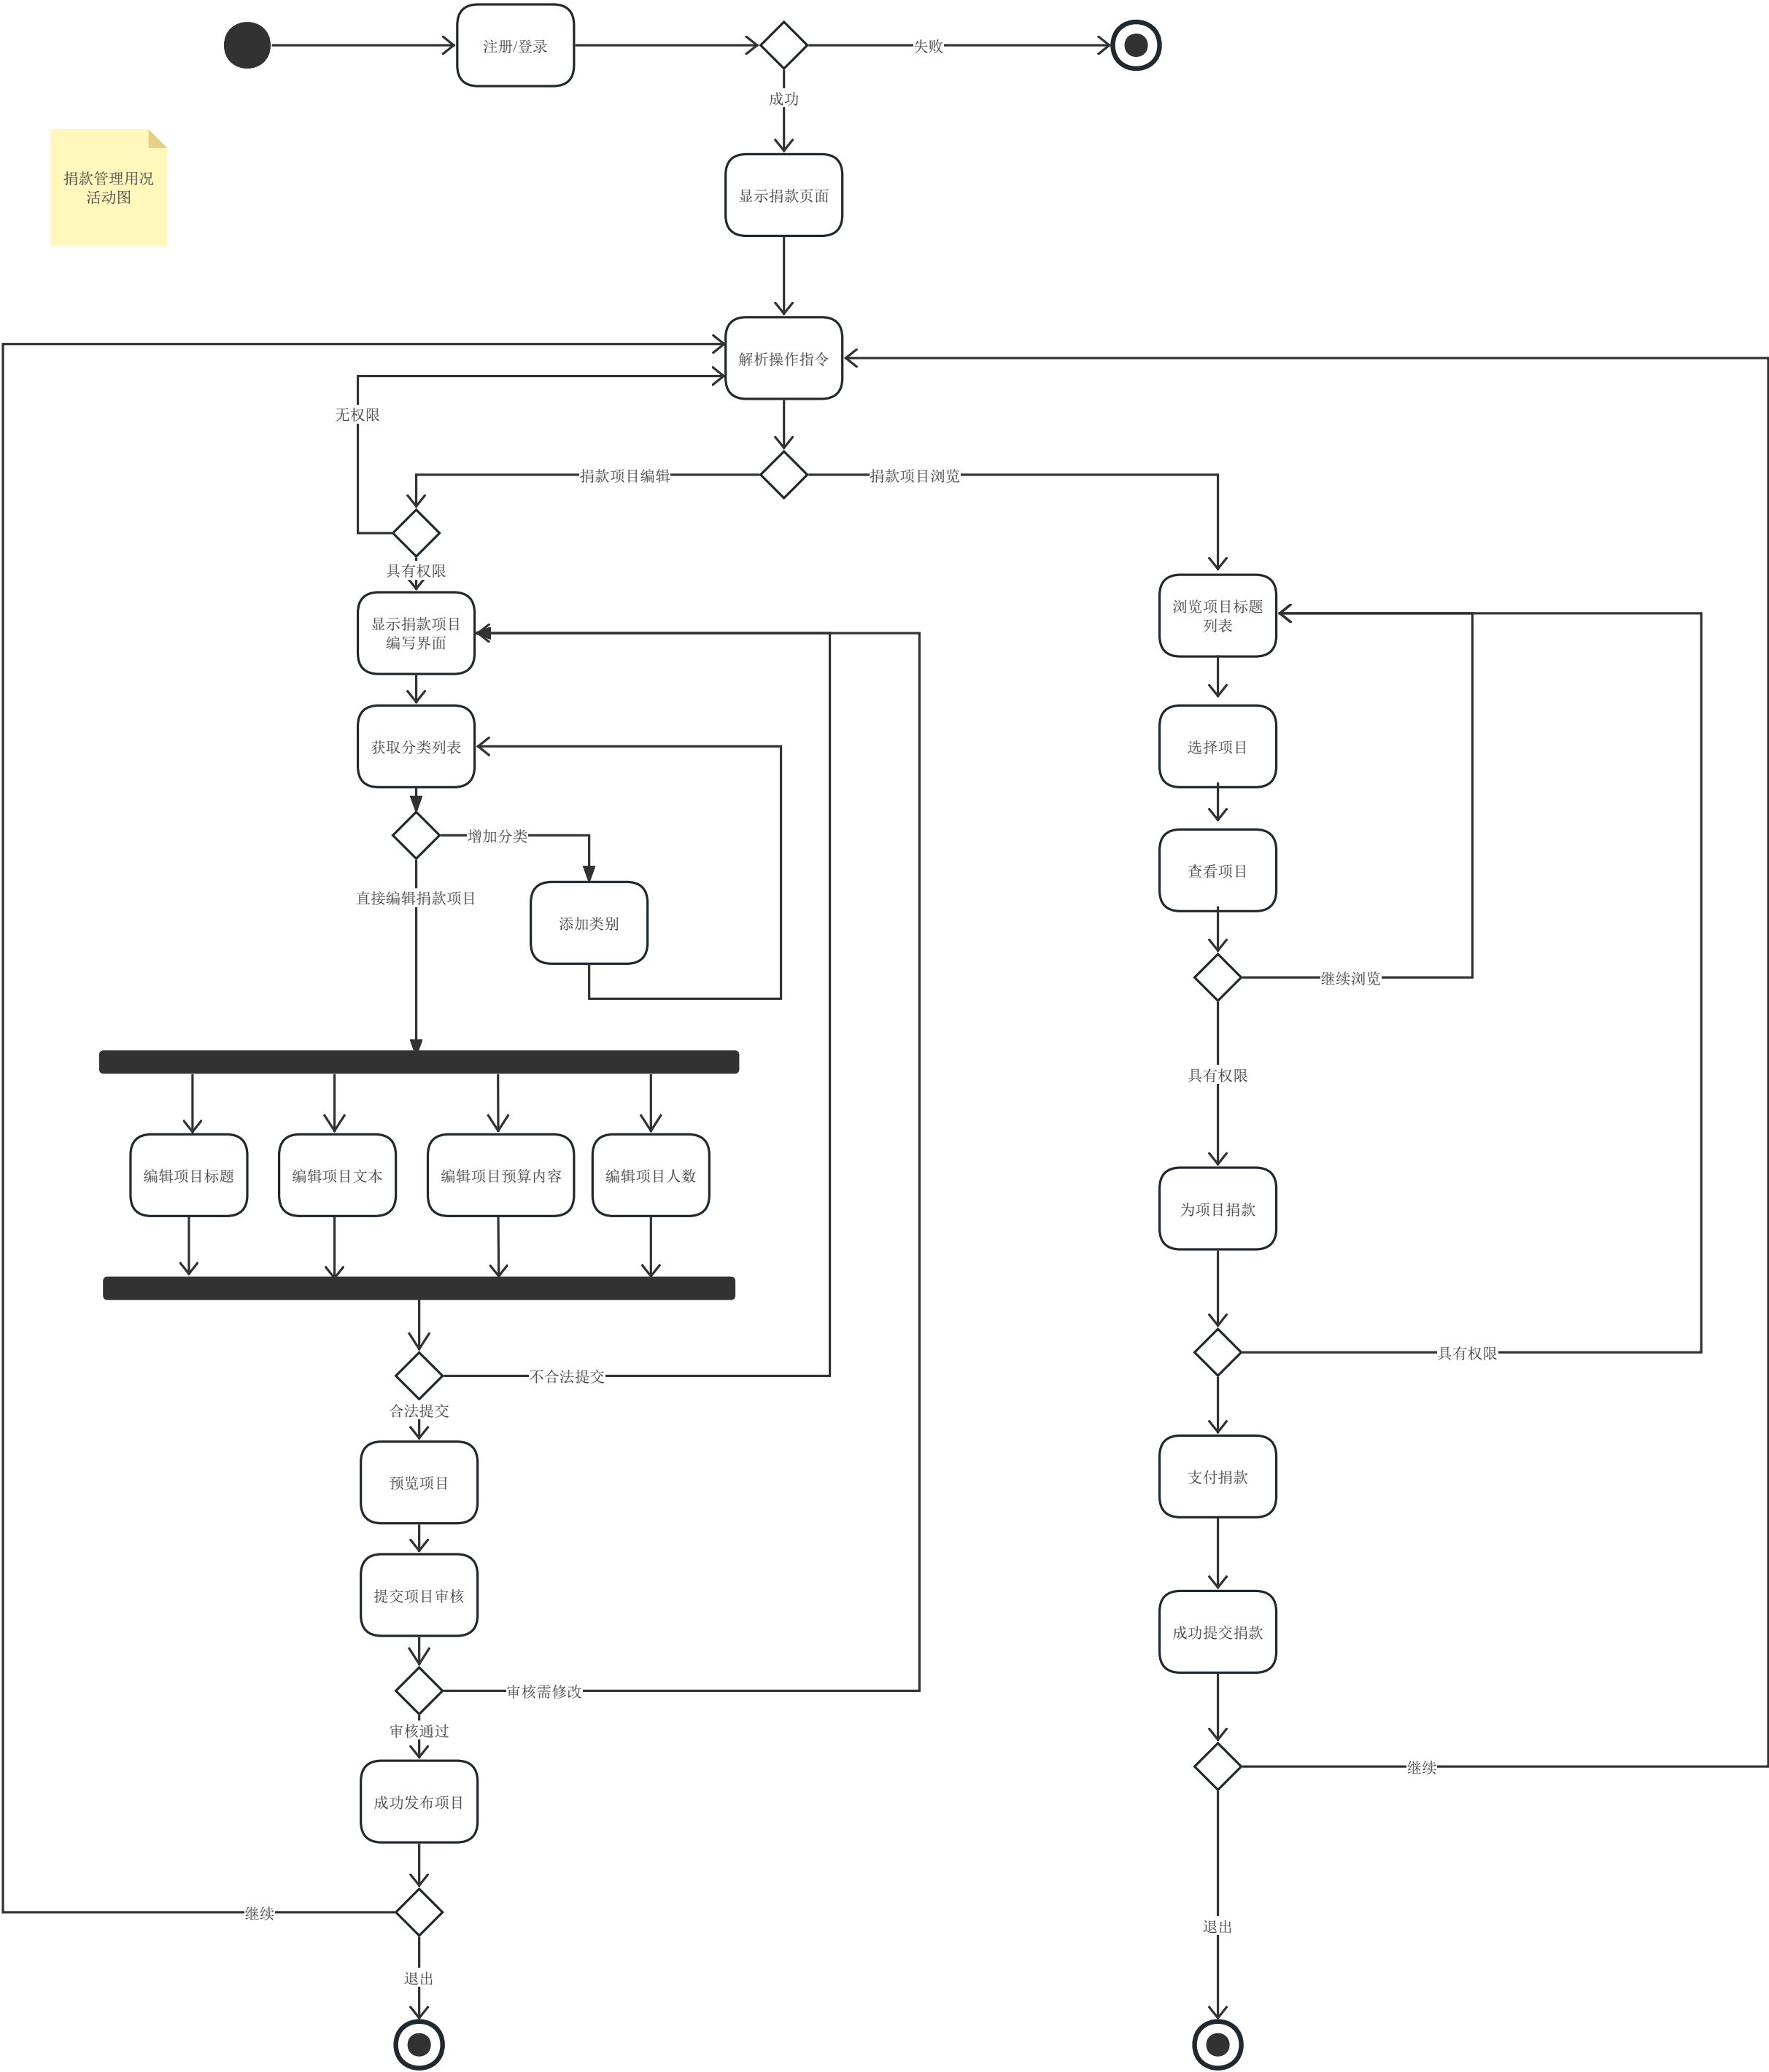 注册/登录
失败
成功
捐款管理用况
活动图
显示捐款页面
解析操作指令
无权限
捐款项目编辑
捐款项目浏览
具有权限
显示捐款项目
编写界面
浏览项目标题
列表
获取分类列表
选择项目
增加分类
查看项目
直接编辑捐款项目
添加类别
继续浏览
具有权限
编辑项目标题
编辑项目文本
编辑项目预算内容
编辑项目人数
为项目捐款
具有权限
不合法提交
合法提交
预览项目
支付捐款
提交项目审核
成功提交捐款
审核需修改
审核通过
继续
成功发布项目
继续
退出
退出